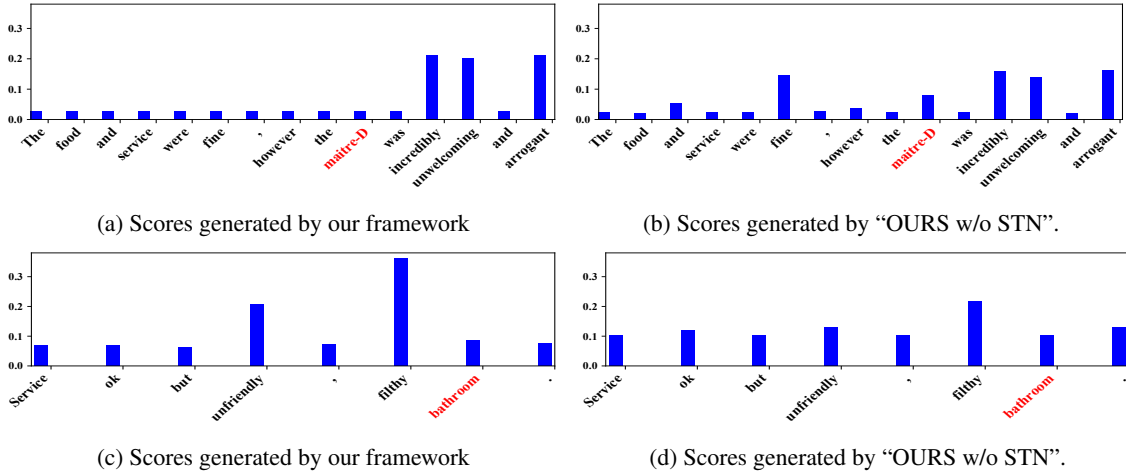 0.3
0.2
0.1
0.0
The food and service were fine , however the maitre-D was incredibly unwelcoming and arrogant
(a) Scores generated by our framework
0.3
0.2
0.1
0.0
The food and service were fine , however the maitre-D was incredibly unwelcoming and arrogant
(b) Scores generated by “OURS w/o STN”.
0.3
0.2
0.1
0.0
Service ok but unfriendly , filthy bathroom .
(c) Scores generated by our framework
0.3
0.2
0.1
0.0
Service ok but unfriendly , filthy bathroom .
(d) Scores generated by “OURS w/o STN”.